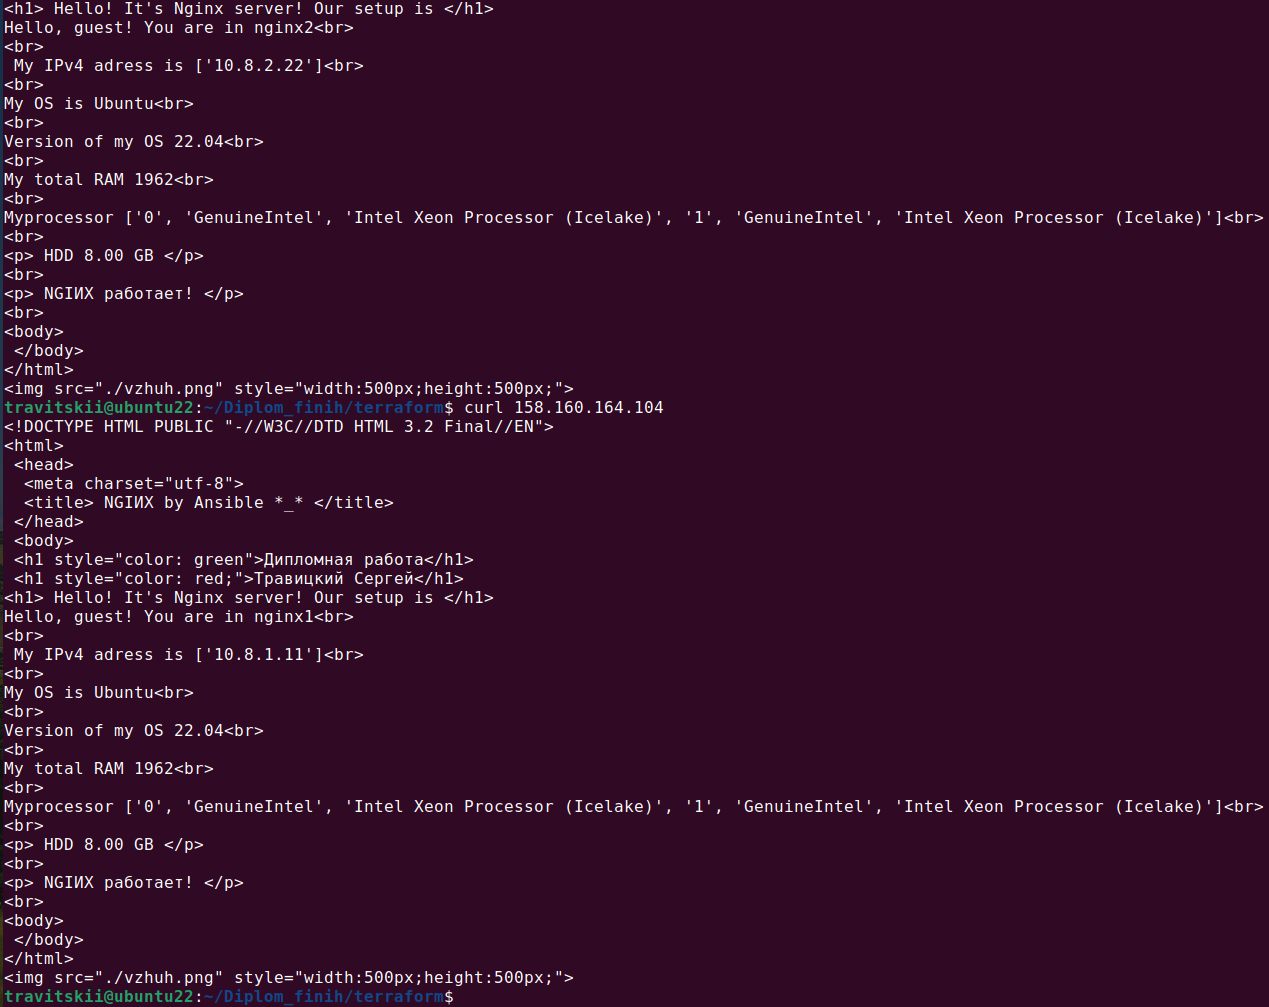 <h1> Hello! It's Nginx server! Our setup is </h1>
Hello, guest! You are in nginx2<br>
<br>
 My IPv4 adress is ['10.8.2.22']<br>
<br>
My OS is Ubuntu<br>
<br>
Version of my OS 22.04<br>
<br>
My total RAM 1962<br>
<br>
Myprocessor ['0', 'GenuineIntel', 'Intel Xeon Processor (Icelake)', '1', 'GenuineIntel', 'Intel Xeon Processor (Icelake)']<br>
<br>
<p> HDD 8.00 GB </p>
<br>
<p> NGIИX работает! </p>
<br>
<body>
 </body>
</html>
<img src="./vzhuh.png" style="width:500px;height:500px;">
travitskii@ubuntu22:~/Diplom_finih/terraform$ curl 158.160.164.104
<!DOCTYPE HTML PUBLIC "-//W3C//DTD HTML 3.2 Final//EN">
<html>
 <head>
  <meta charset="utf-8">
  <title> NGIИX by Ansible *_* </title>
 </head>
 <body>
 <h1 style="color: green">Дипломная работа</h1>
 <h1 style="color: red;">Травицкий Сергей</h1>
<h1> Hello! It's Nginx server! Our setup is </h1>
Hello, guest! You are in nginx1<br>
<br>
 My IPv4 adress is ['10.8.1.11']<br>
<br>
My OS is Ubuntu<br>
<br>
Version of my OS 22.04<br>
<br>
My total RAM 1962<br>
<br>
Myprocessor ['0', 'GenuineIntel', 'Intel Xeon Processor (Icelake)', '1', 'GenuineIntel', 'Intel Xeon Processor (Icelake)']<br>
<br>
<p> HDD 8.00 GB </p>
<br>
<p> NGIИX работает! </p>
<br>
<body>
 </body>
</html>
<img src="./vzhuh.png" style="width:500px;height:500px;">
travitskii@ubuntu22:~/Diplom_finih/terraform$